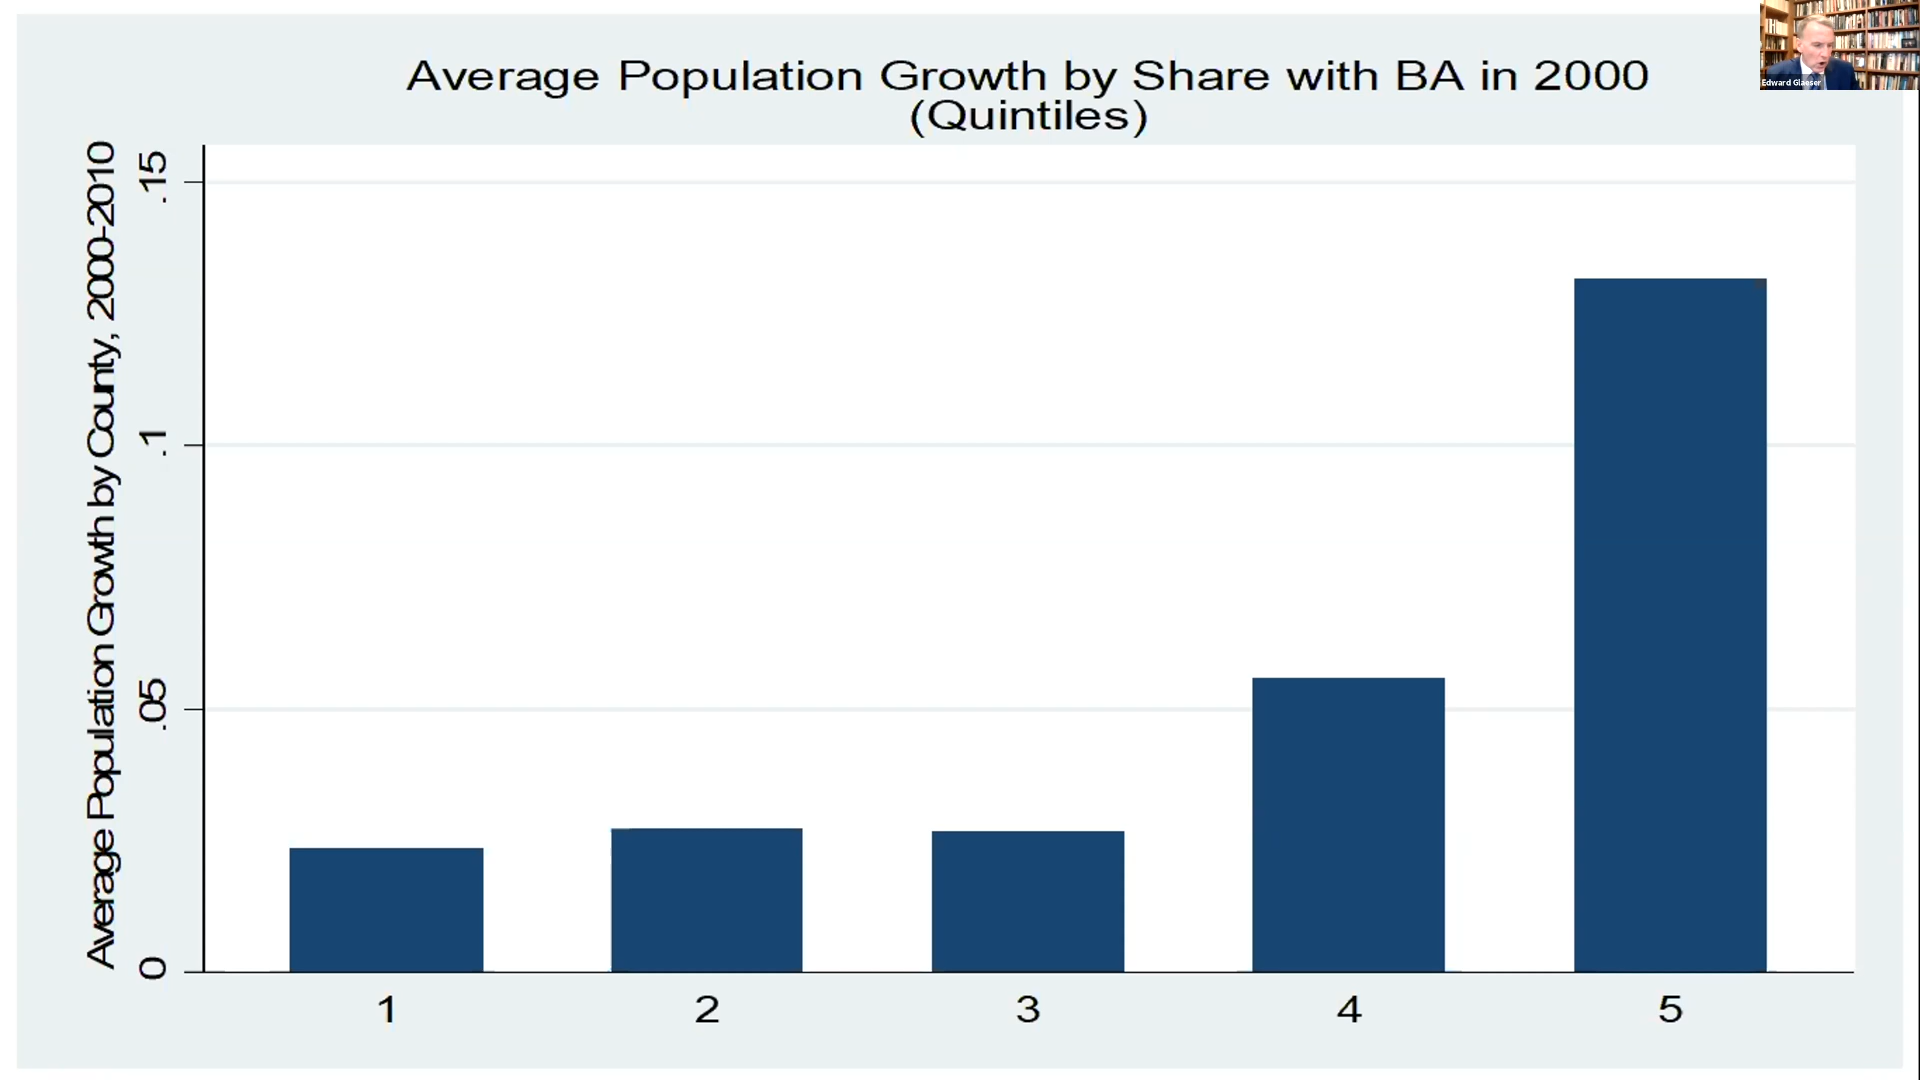 Average Population Growth by Share with BA in 2000
(Quintiles)
Edward Glaeser
Average Population Growth by County, 2000-2010
.15
.1
.05
0
1
2
3
4
5